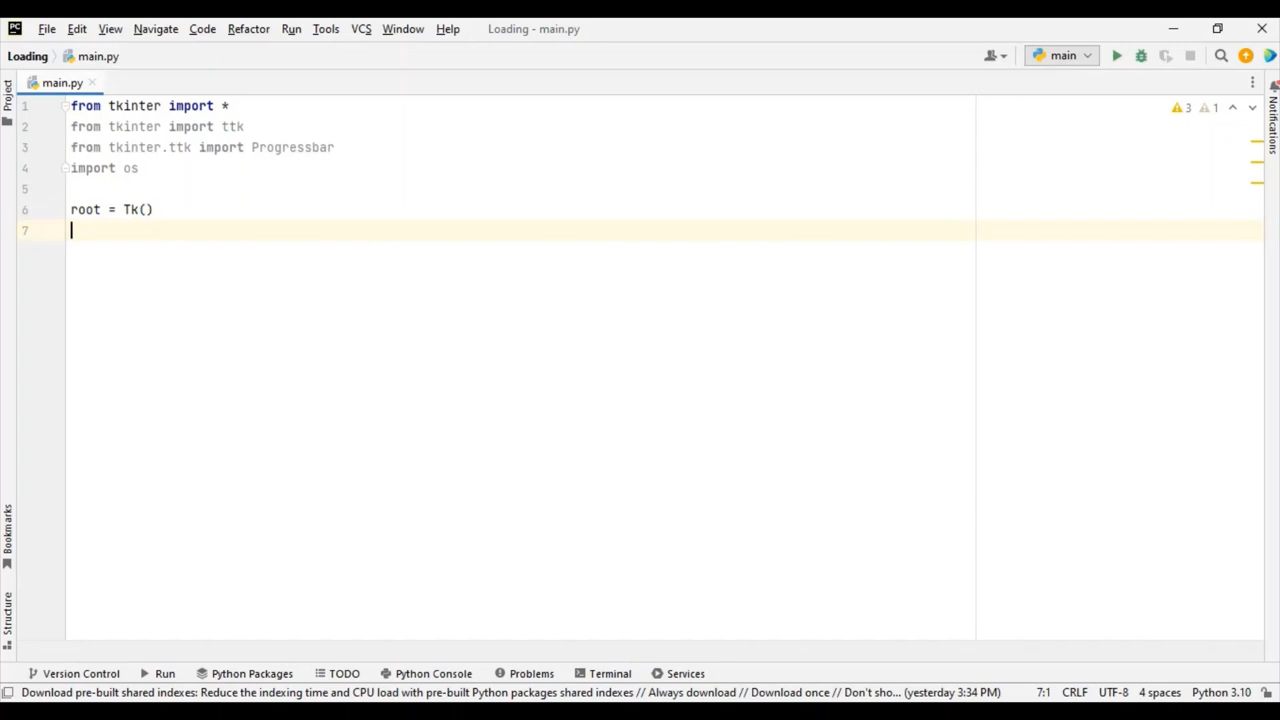 PC File Edit View Navigate Code Refactor Run Tools VCS Window Help Loading - main.py
Loading main.py main
Project main.py
1 from tkinter import *
2 from tkinter import ttk
3 from tkinter.ttk import Progressbar
4 import os
5
6 root = Tk()
7
3 1
Notifications
Bookmarks
Structure
Version Control Run Python Packages TODO Python Console Problems Terminal Services
Download pre-built shared indexes: Reduce the indexing time and CPU load with pre-built Python packages shared indexes // Always download // Download once // Don't sho... (yesterday 3:34 PM) 7:1 CRLF UTF-8 4 spaces Python 3.10